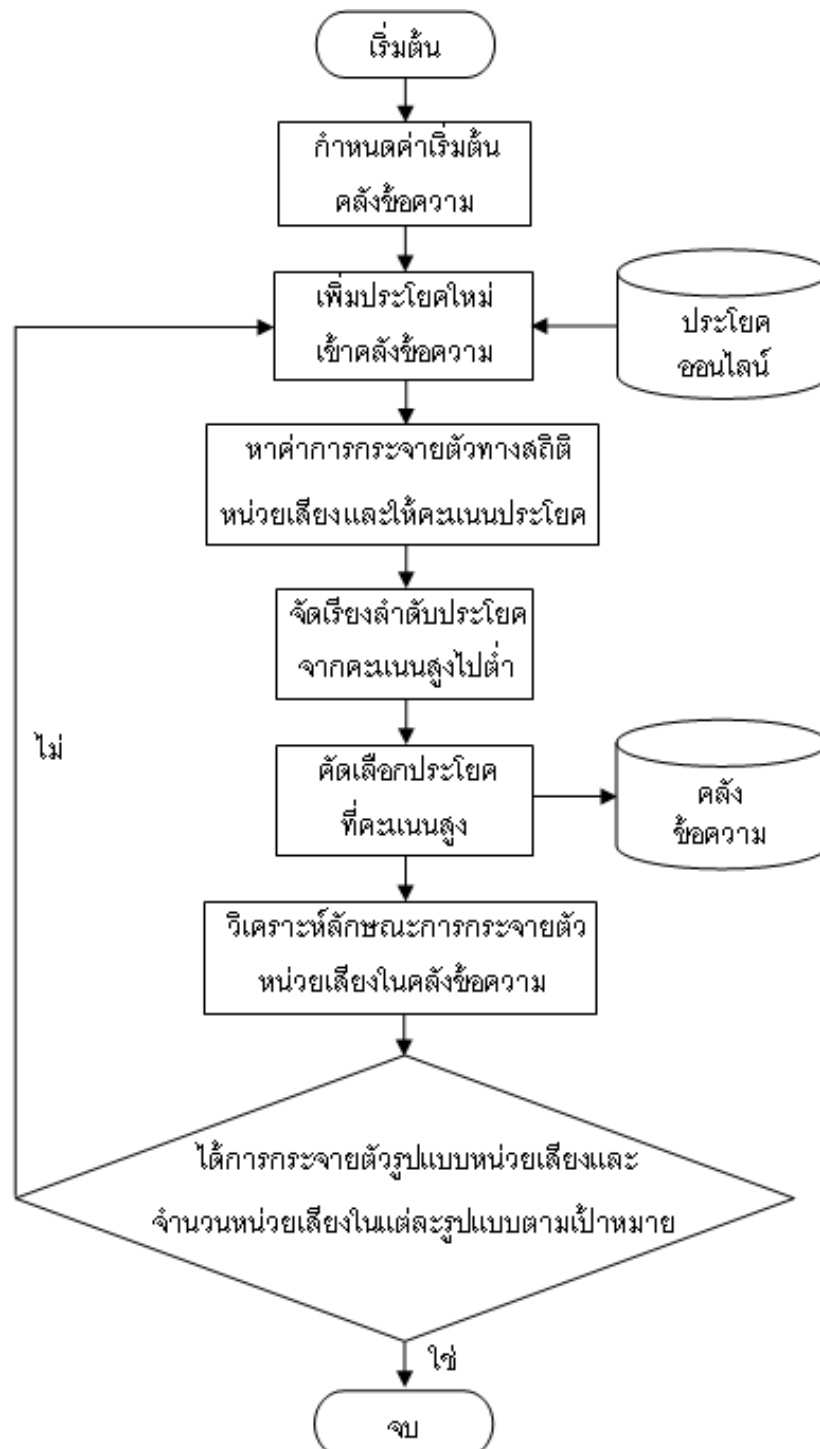 เริ่มต้น
กำหนดค่าเริ่มต้น
คลังข้อความ
เพิ่มประโยคใหม่
เข้าคลังข้อความ
ประโยค
ออนไลน์
หาค่าการกระจายตัวทางสถิติ
หน่วยเสียงและให้คะแนนประโยค
จัดเรียงลำดับประโยค
จากคะแนนสูงไปต่ำ
ไม่
คัดเลือกประโยค
ที่คะแนนสูง
คลัง
ข้อความ
วิเคราะห์ลักษณะการกระจายตัว
หน่วยเสียงในคลังข้อความ
ได้การกระจายตัวรูปแบบหน่วยเสียงและ
จำนวนหน่วยเสียงในแต่ละรูปแบบตามเป้าหมาย
ใช่
จบ